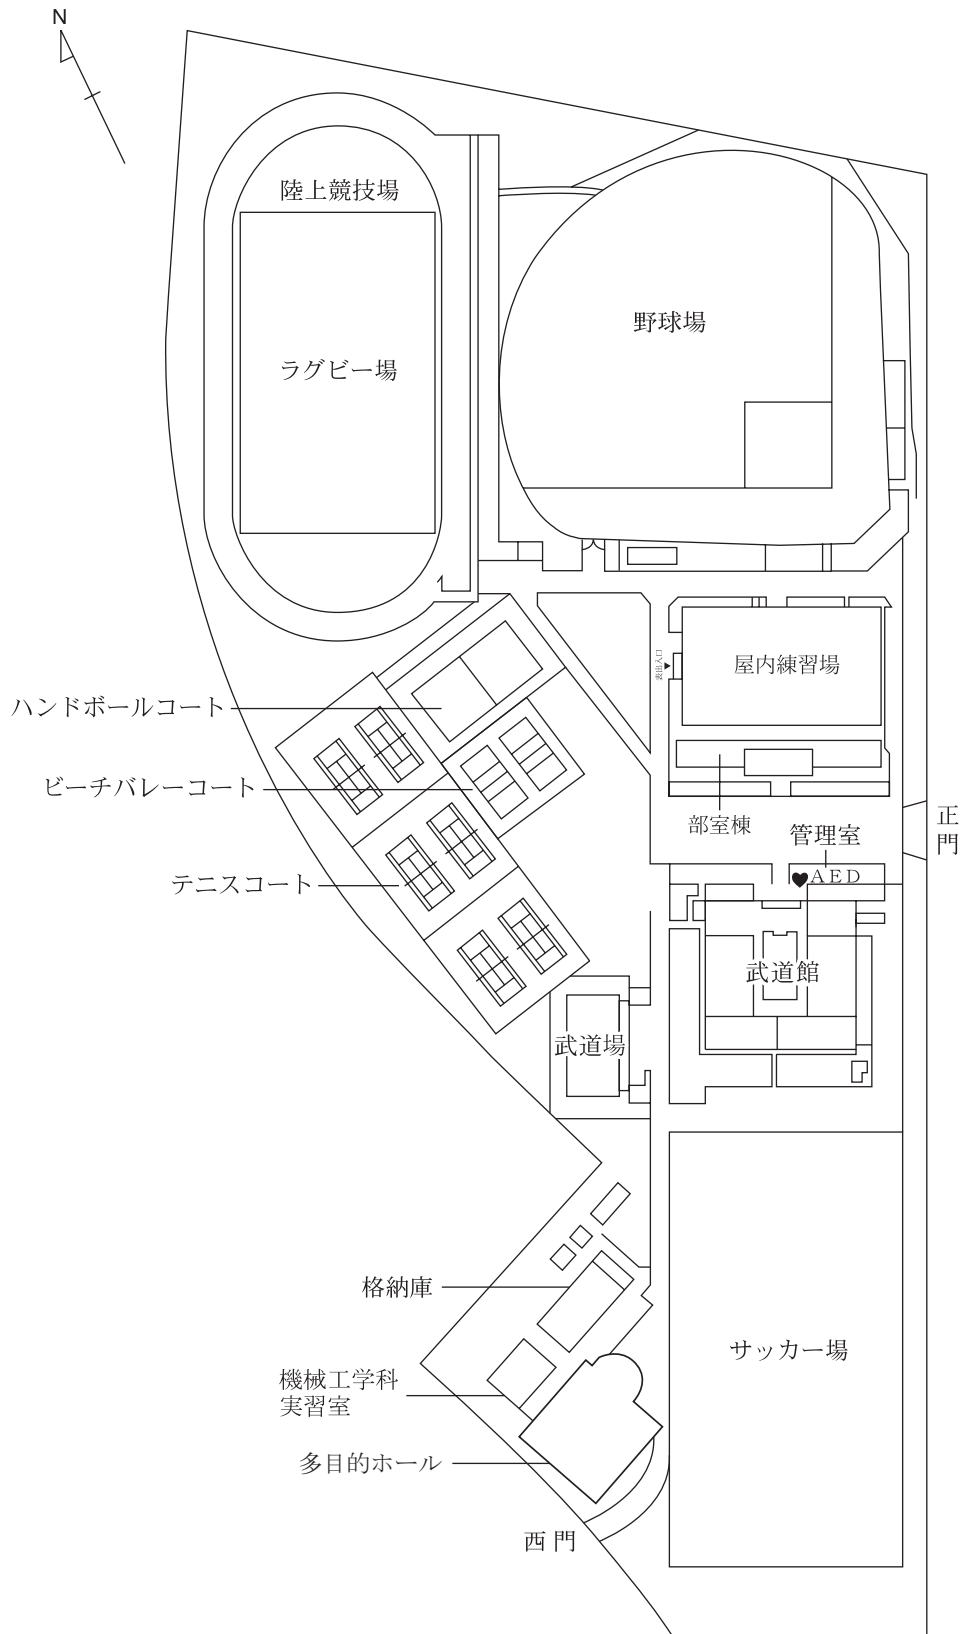 N
陸上競技場
野球場
ラグビー場
表出入口
屋内練習場
ハンドボールコート
ビーチバレーコート
部室棟
管理室
正門
テニスコート
AED
武道館
武道場
格納庫
サッカー場
機械工学科
実習室
多目的ホール
西門